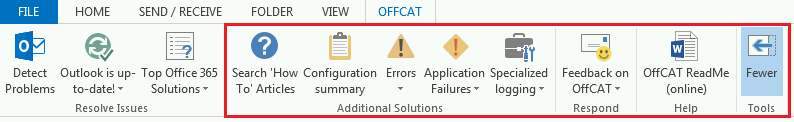 FILE HOME SEND / RECEIVE FOLDER VIEW OFFCAT
Detect Problems
Outlook is up-to-date!
Top Office 365 Solutions
Resolve Issues
Search 'How To' Articles
Configuration summary
Errors
Application Failures
Specialized logging
Additional Solutions
Feedback on OffCAT
Respond
OffCAT ReadMe (online)
Help
Fewer
Tools